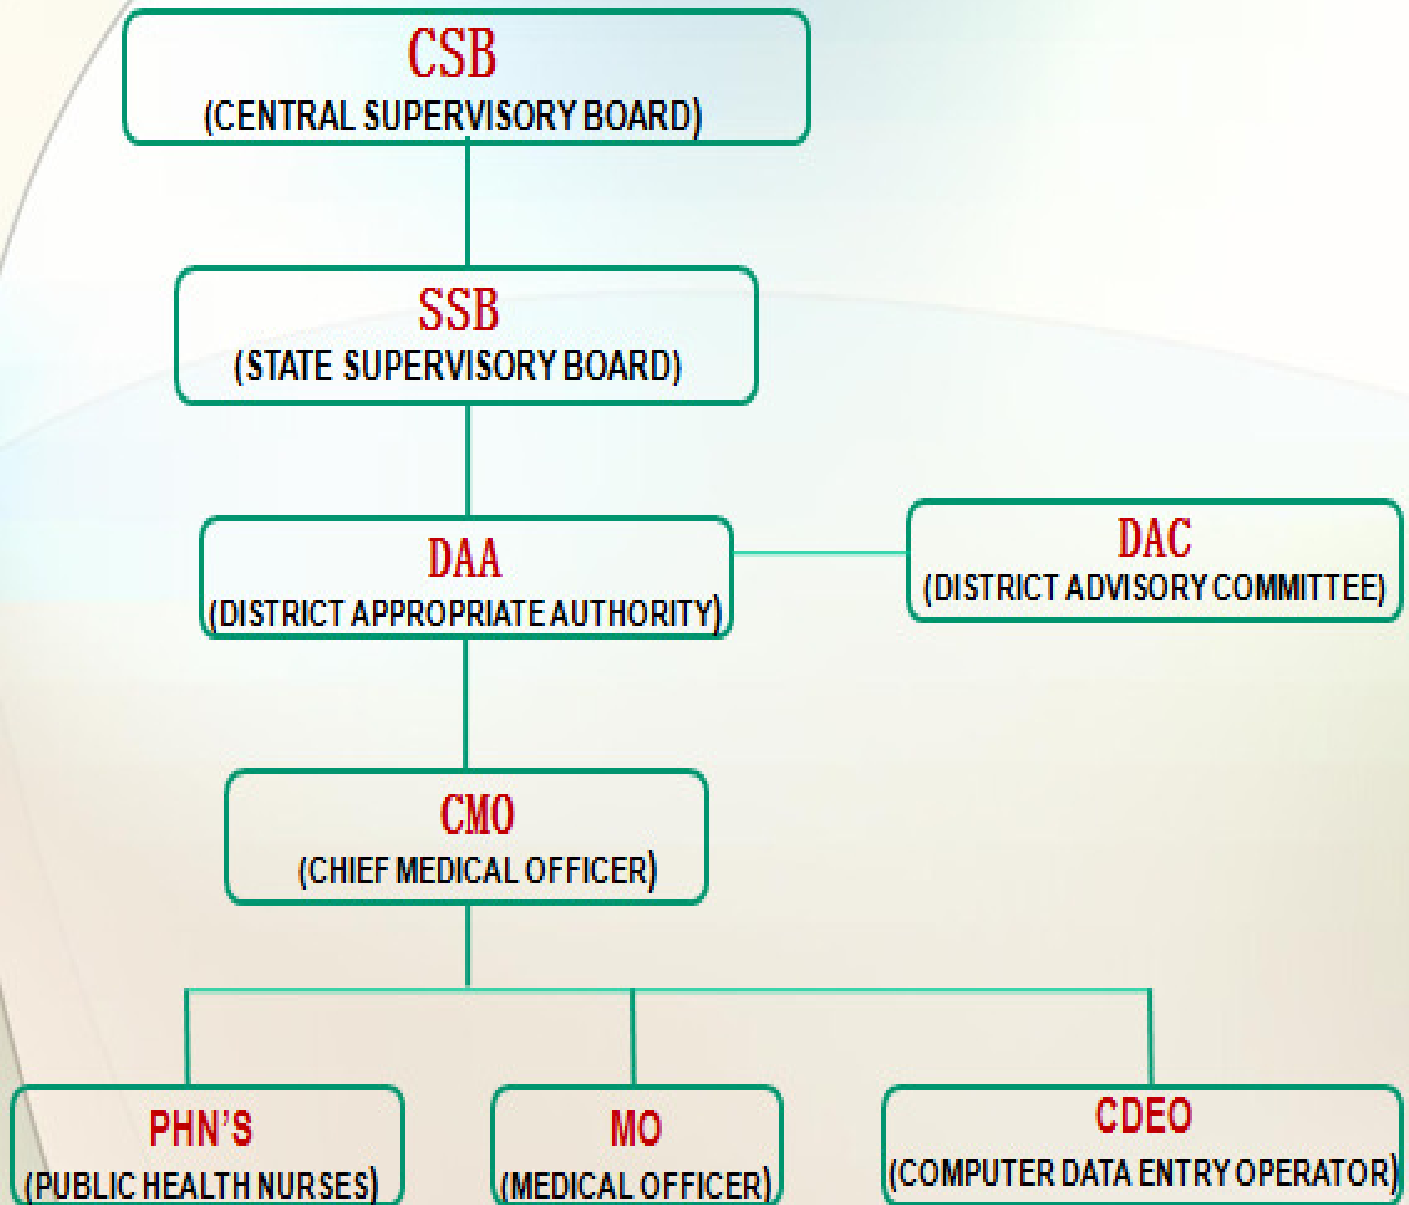 CSB
(CENTRAL SUPERVISORY BOARD)
SSB
(STATE SUPERVISORY BOARD)
DAA
(DISTRICT APPROPRIATE AUTHORITY)
DAC
(DISTRICT ADVISORY COMMITTEE)
CMO
(CHIEF MEDICAL OFFICER)
PHN'S
(PUBLIC HEALTH NURSES)
MO
(MEDICAL OFFICER)
CDEO
(COMPUTER DATA ENTRY OPERATOR)